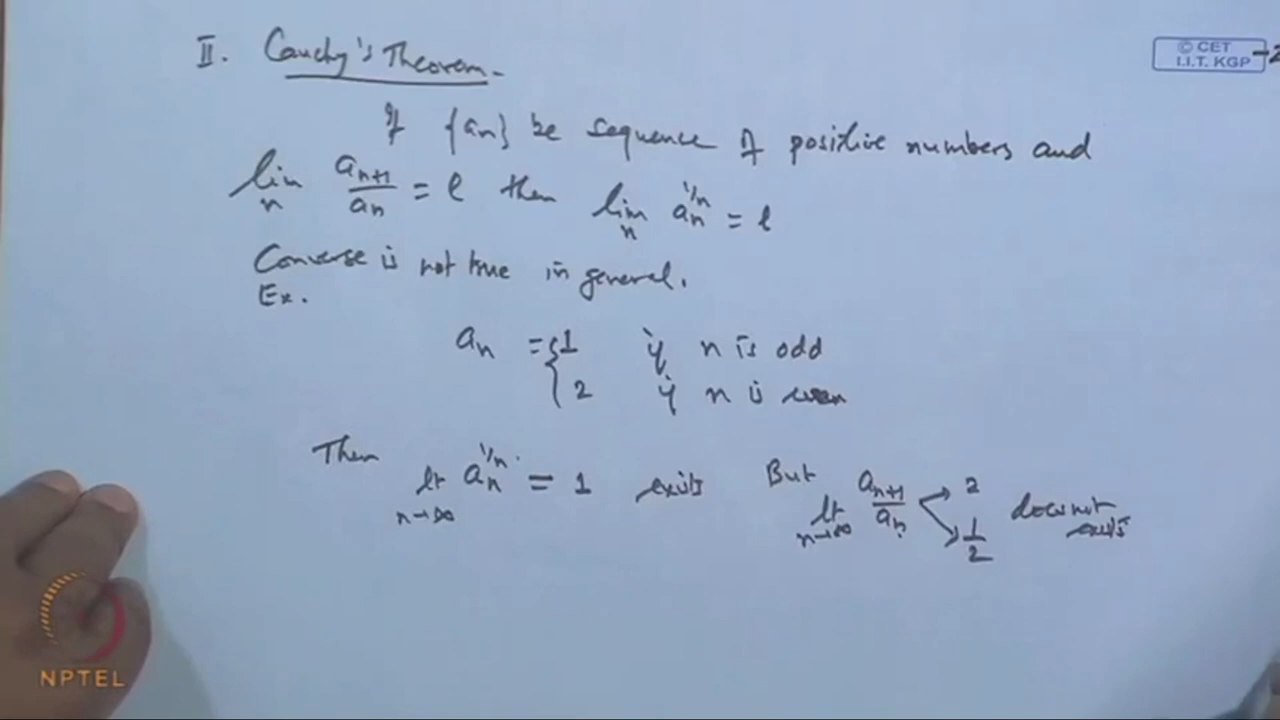 II. Cauchy's Theorem.
© CET
I.I.T. KGP
If {an} be sequence of positive numbers and
lim n an+1/an = l then lim n an^1/n = l
Converse is not true in general.
Ex.
an = { 1 if n is odd
2 if n is even
Then lt n→∞ an^1/n = 1 exists But lt n→∞ an+1/an → 2 → 1/2 does not exists
NPTEL